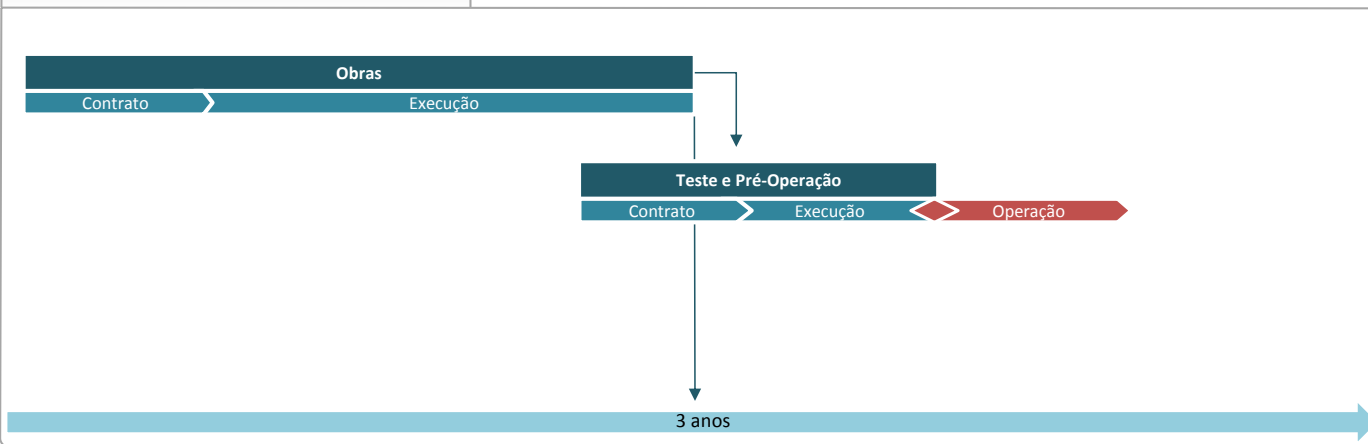 Obras
Contrato
Execução
Teste e Pré-Operação
Contrato
Execução
Operação
3 anos